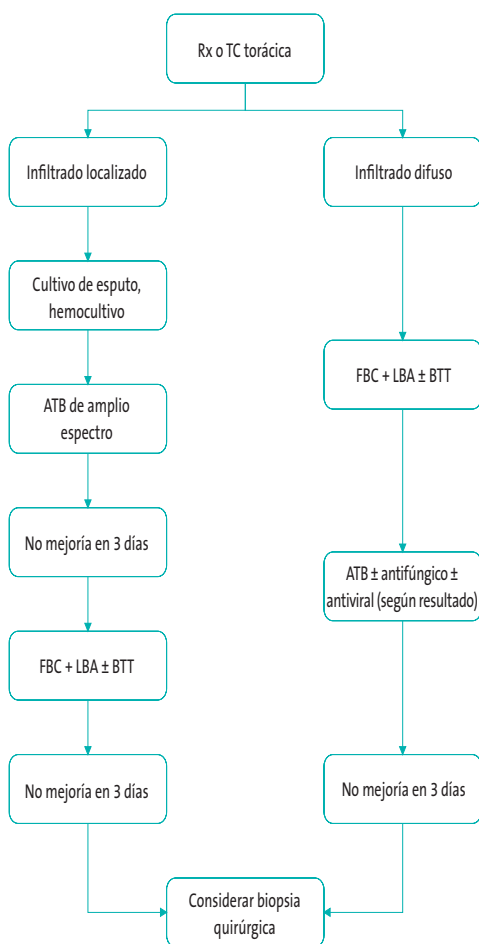 Rx o TC torácica
Infiltrado localizado
Infiltrado difuso
Cultivo de esputo,
hemocultivo
FBC + LBA ± BTT
ATB de amplio
espectro
No mejoría en 3 días
ATB ± antifúngico ±
antiviral (según resultado)
FBC + LBA ± BTT
No mejoría en 3 días
No mejoría en 3 días
Considerar biopsia
quirúrgica